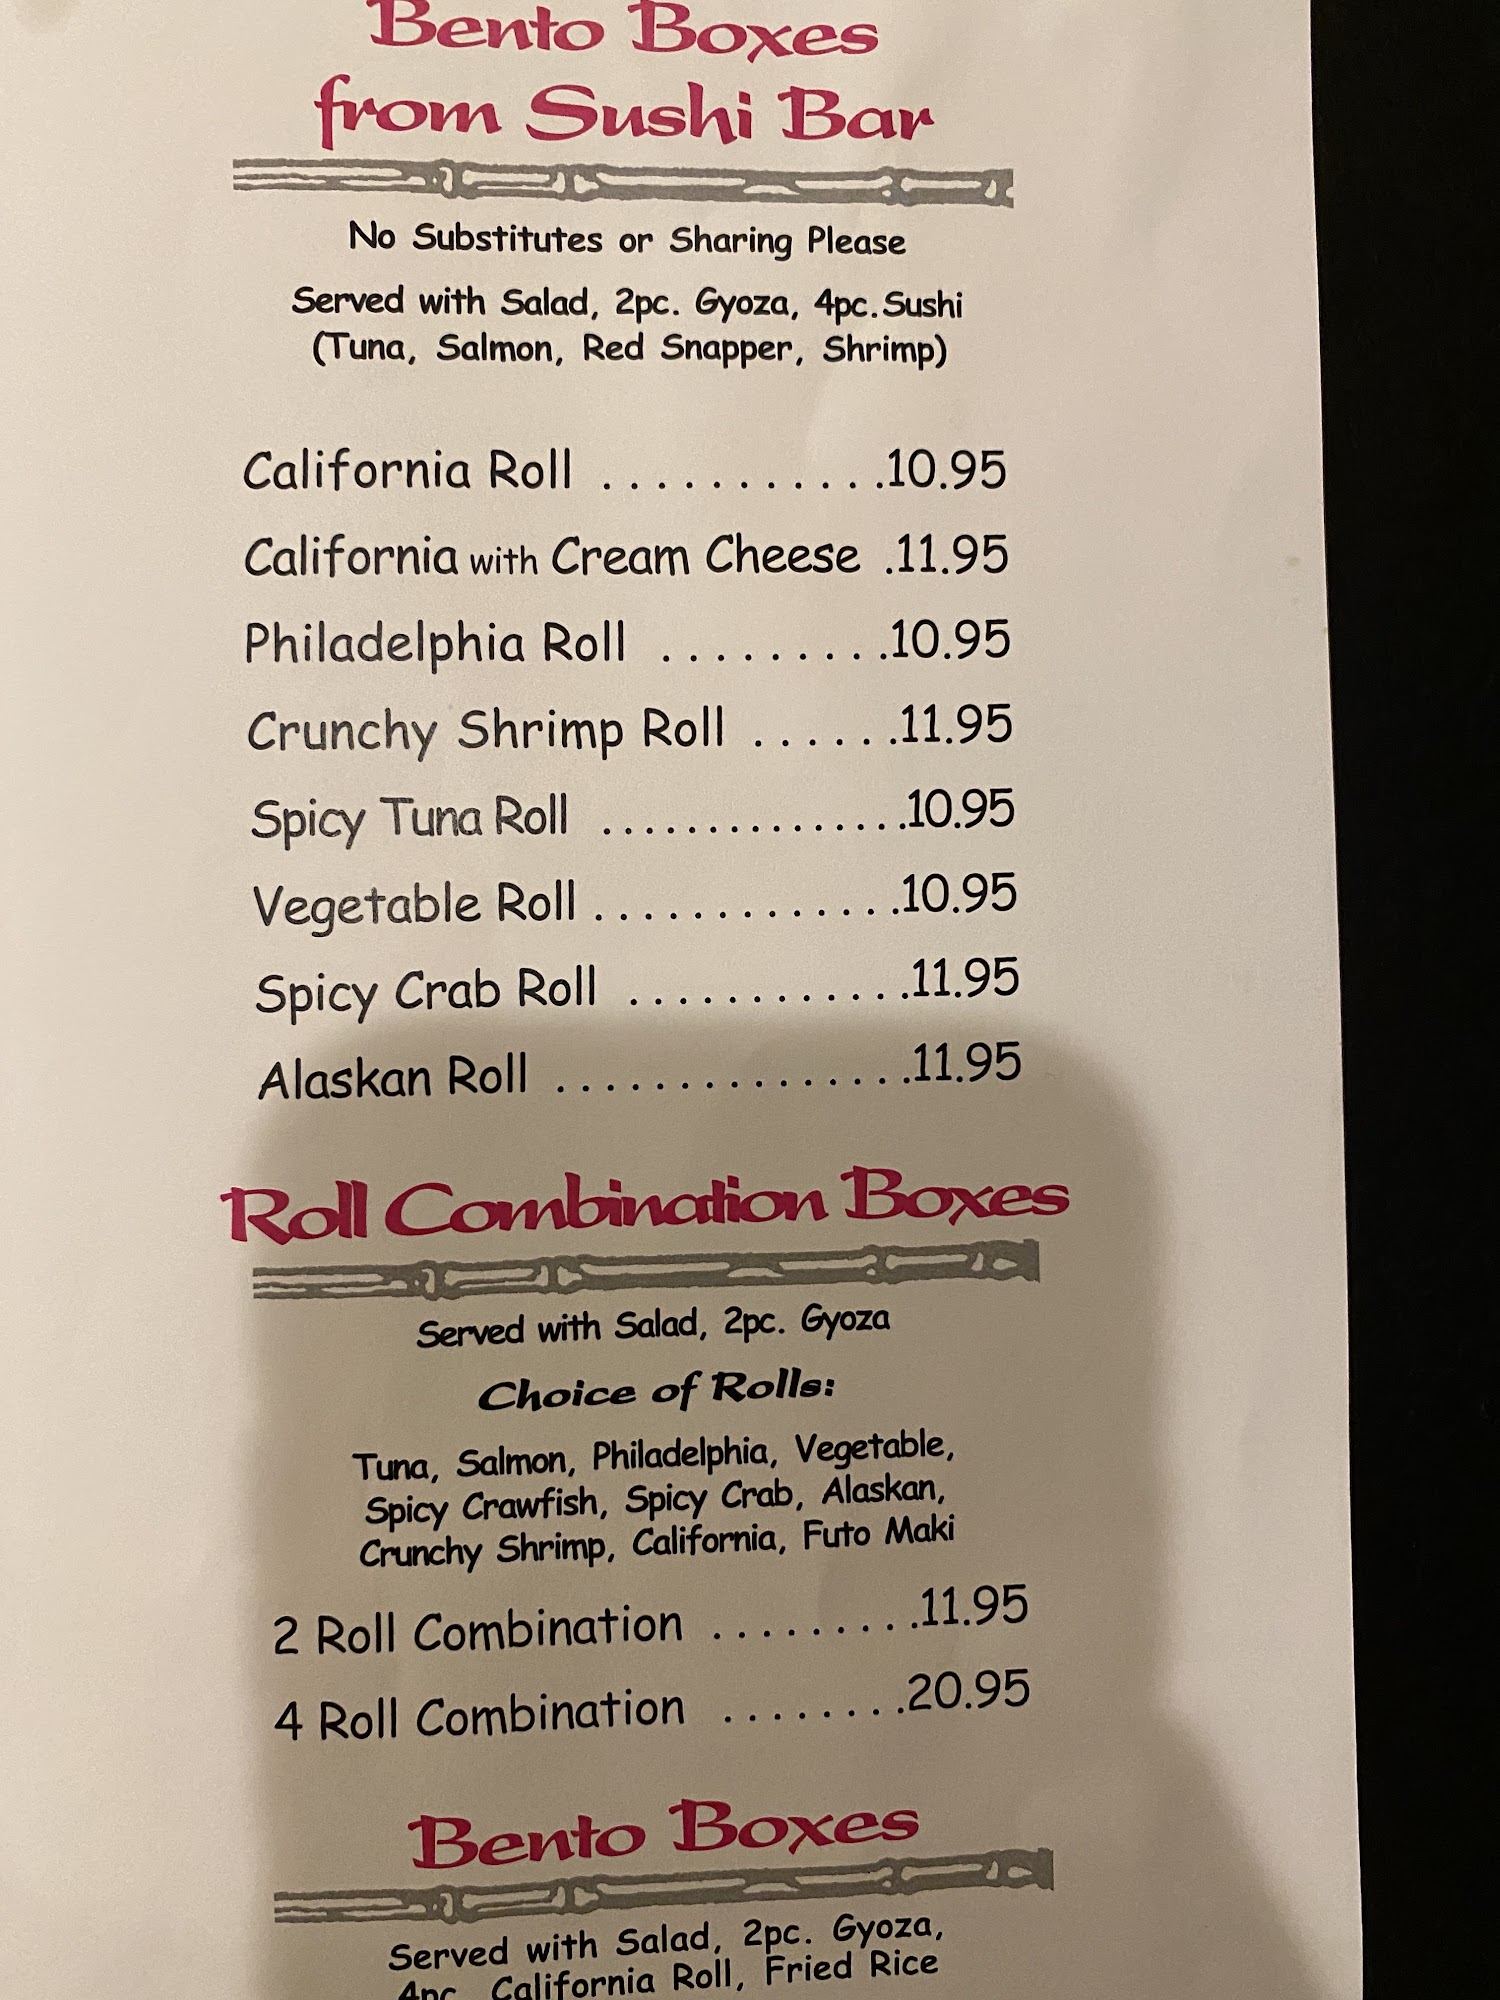 Bento Boxes
from Sushi Bar
No Substitutes or Sharing Please
Served with Salad, 2pc. Gyoza, 4pc.Sushi
(Tuna, Salmon, Red Snapper, Shrimp)
California Roll ............10.95
California with Cream Cheese .11.95
Philadelphia Roll ..........10.95
Crunchy Shrimp Roll ......11.95
Spicy Tuna Roll ...............10.95
Vegetable Roll .............10.95
Spicy Crab Roll ............11.95
Alaskan Roll ...............11.95
Roll Combination Boxes
Served with Salad, 2pc. Gyoza
Choice of Rolls:
Tuna, Salmon, Philadelphia, Vegetable,
Spicy Crawfish, Spicy Crab, Alaskan,
Crunchy Shrimp, California, Futo Maki
2 Roll Combination .........11.95
4 Roll Combination ........20.95
Bento Boxes
Served with Salad, 2pc. Gyoza,
4pc. California Roll, Fried Rice